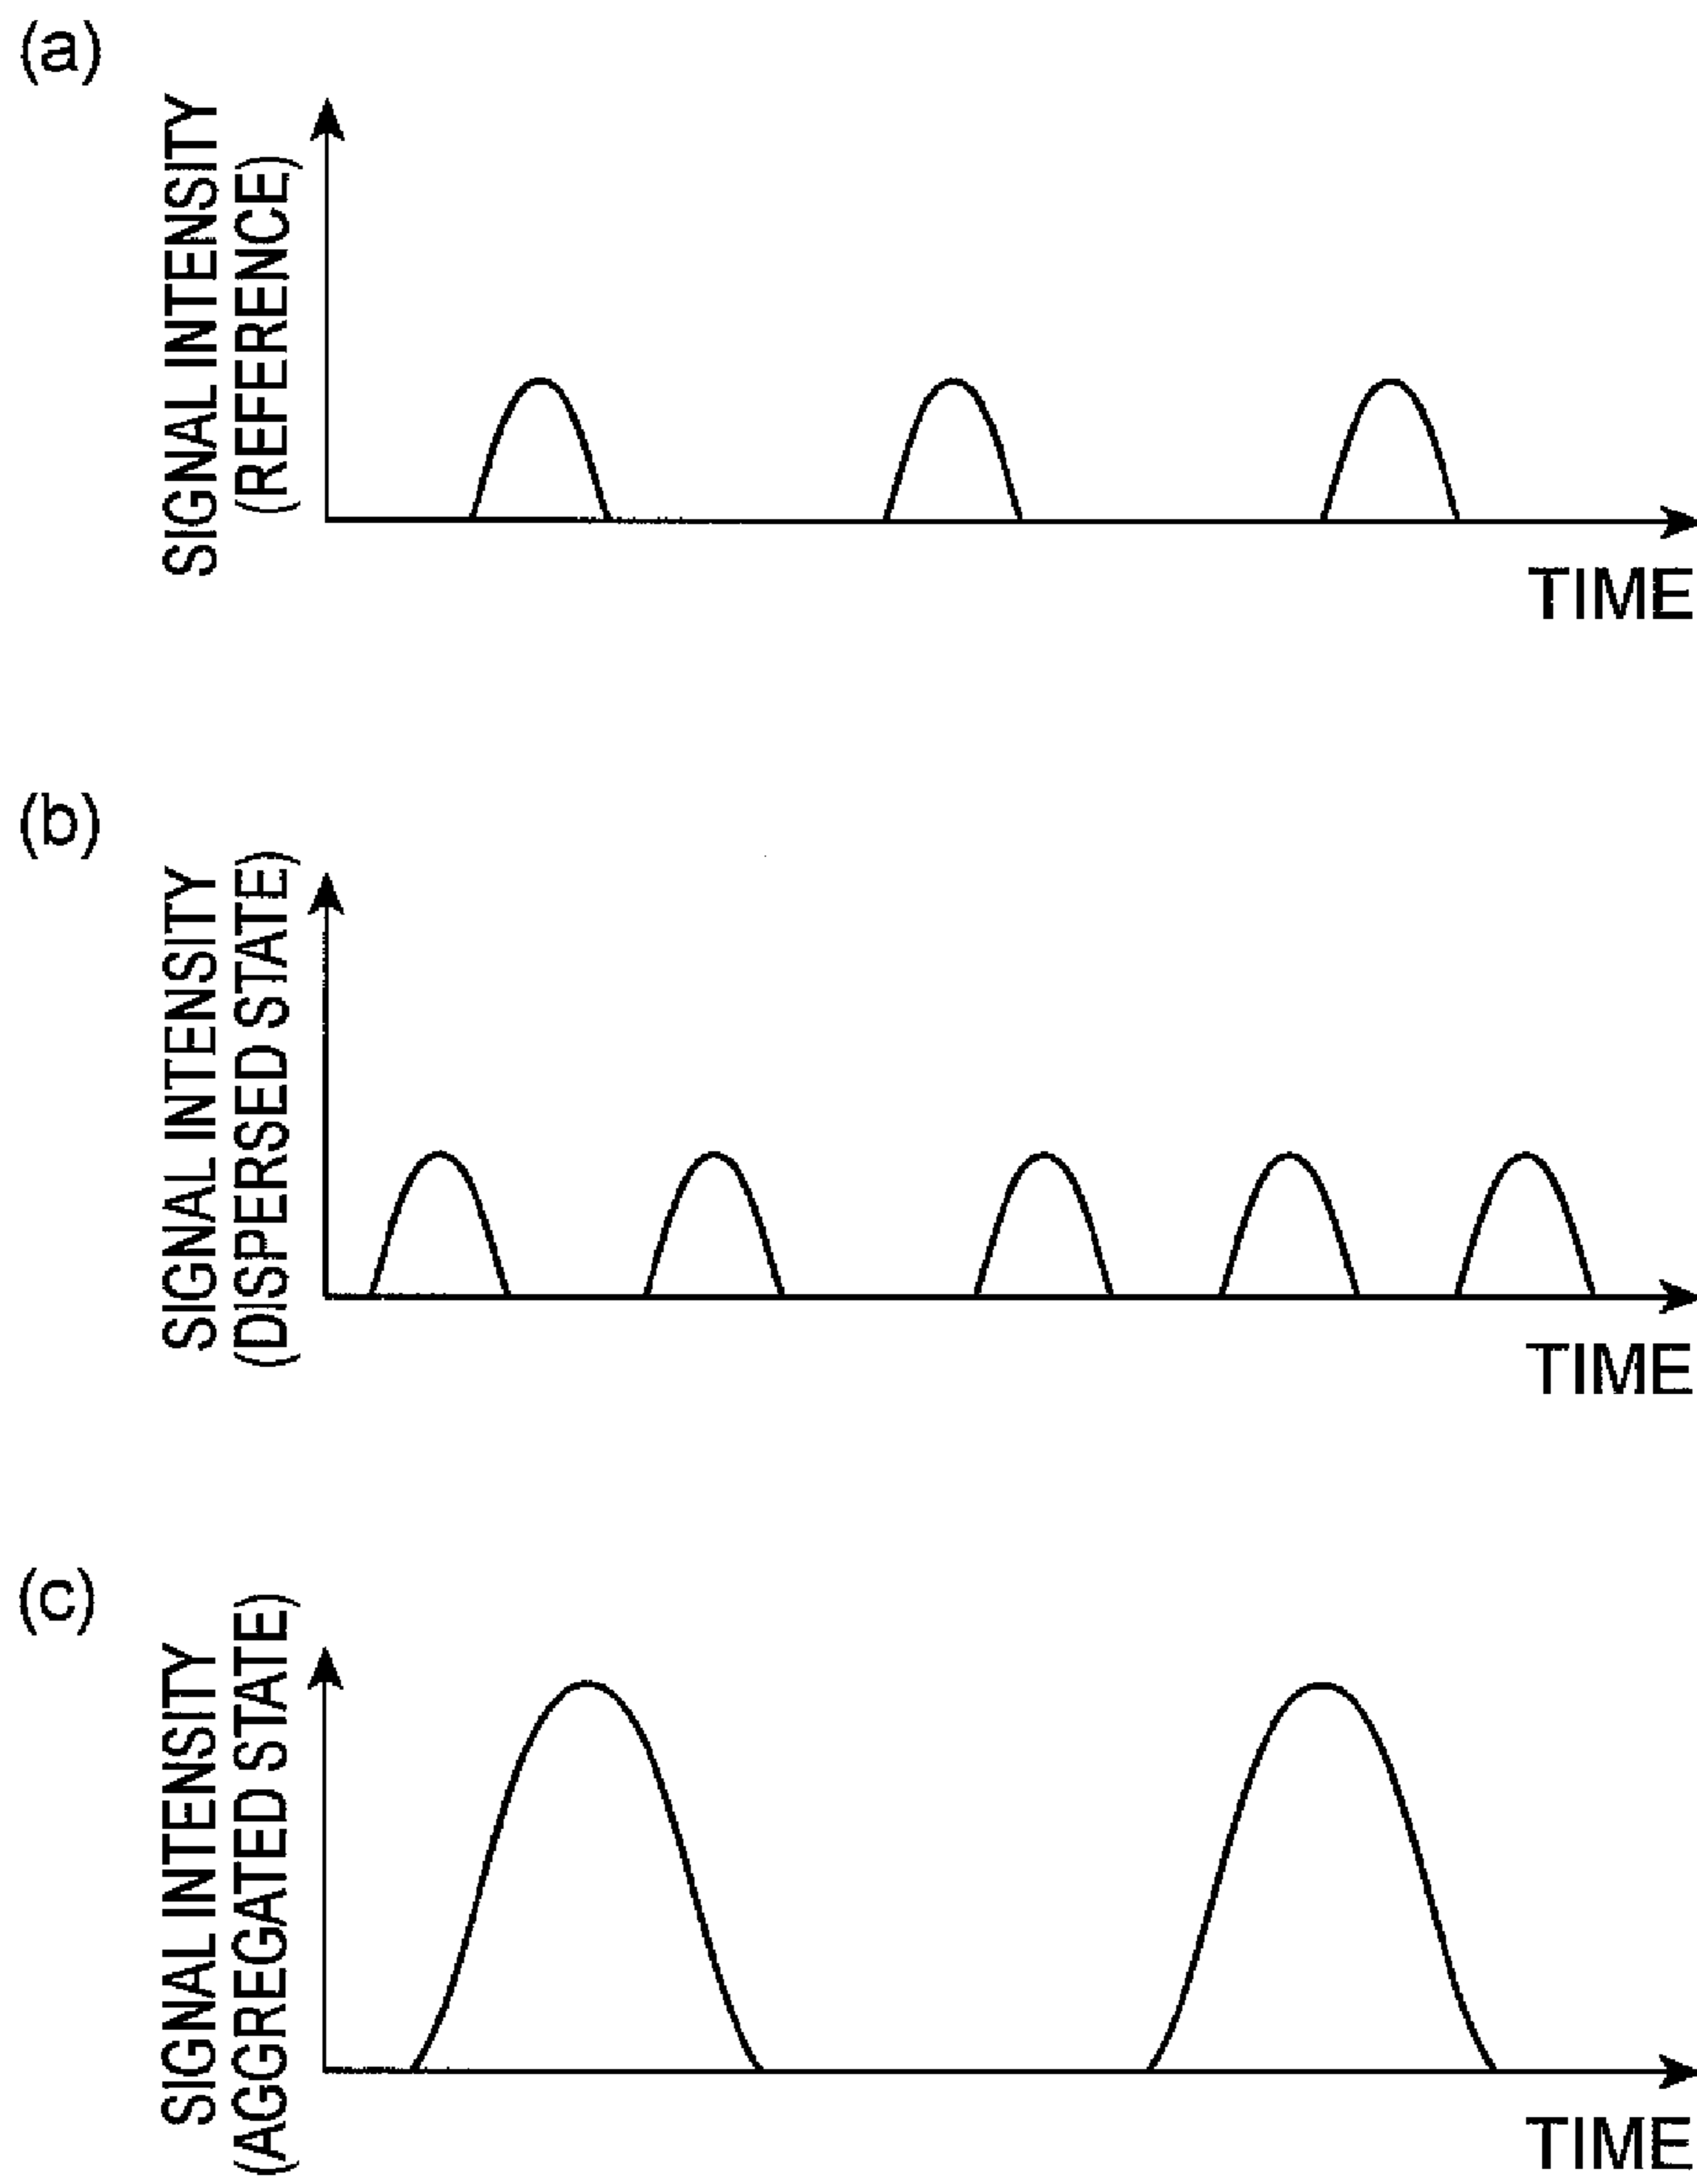 (a)
SIGNAL INTENSITY
(REFERENCE)
TIME
(b)
SIGNAL INTENSITY
(DISPERSED STATE)
TIME
(c)
SIGNAL INTENSITY
(AGGREGATED STATE)
TIME